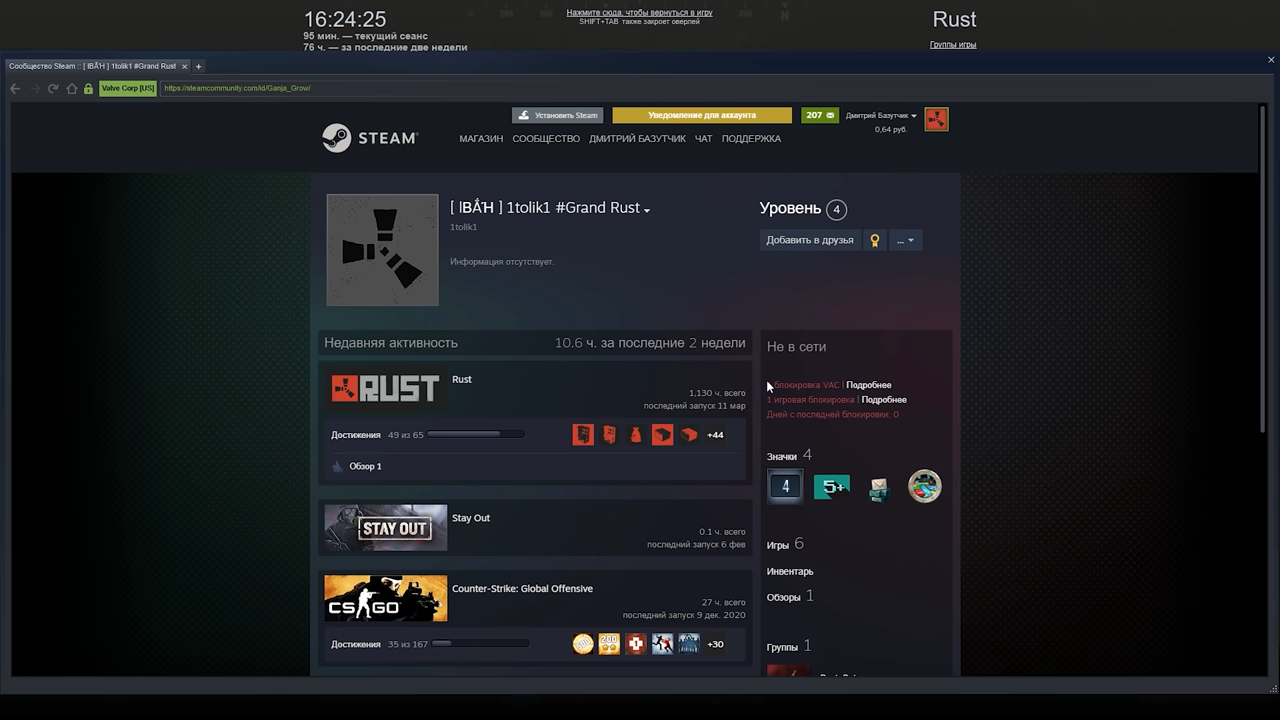 16:24:25
95 мин. — текущий сеанс
76 ч. — за последние две недели
Нажмите сюда, чтобы вернуться в игру
SHIFT+TAB также закроет оверлей
Rust
Группы игры
Сообщество Steam :: [ |BA'H ] 1tolik1 #Grand Rust
Valve Corp [US]
https://steamcommunity.com/id/Ganja_Grow/
Установить Steam
Уведомление для аккаунта
207
Дмитрий Базутчик
0,64 руб.
STEAM
МАГАЗИН СООБЩЕСТВО ДМИТРИЙ БАЗУТЧИК ЧАТ ПОДДЕРЖКА
1tolik1 #Grand Rust
1tolik1
Информация отсутствует.
Уровень 4
Добавить в друзья
...
Недавняя активность
10.6 ч. за последние 2 недели
RUST
Rust
1,130 ч. всего
последний запуск 11 мар
Достижения 49 из 65
+44
Обзор 1
STAY OUT
Stay Out
0.1 ч. всего
последний запуск 6 фев
CS GO
Counter-Strike: Global Offensive
27 ч. всего
последний запуск 9 дек. 2020
Достижения 35 из 167
+30
Не в сети
блокировка VAC | Подробнее
1 игровая блокировка | Подробнее
Дней с последней блокировки: 0
Значки 4
4
5+
Игры 6
Инвентарь
Обзоры 1
Группы 1